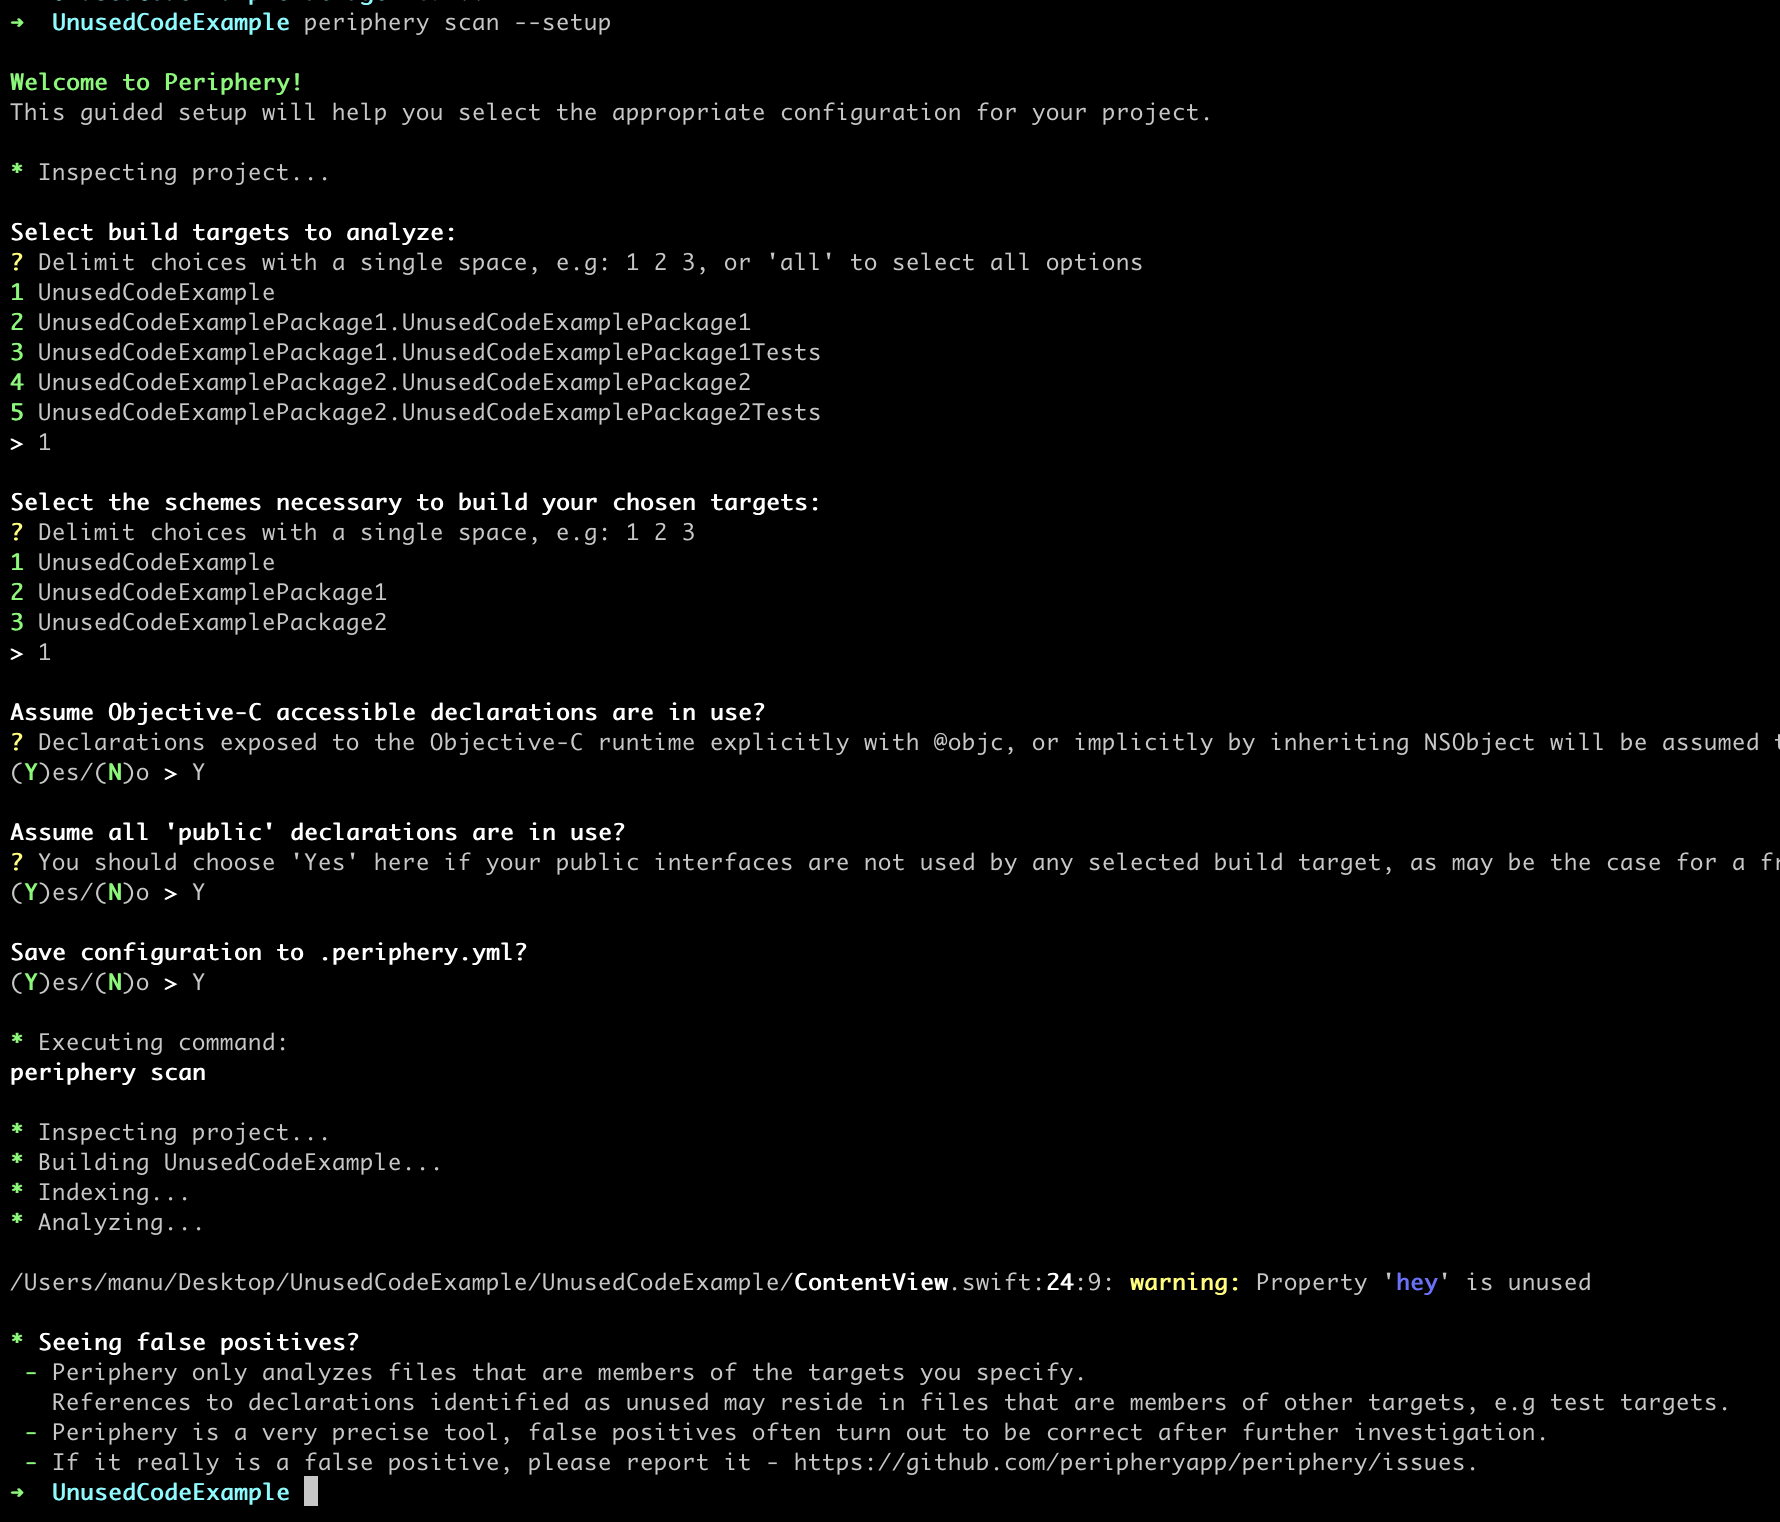 ➜  UnusedCodeExample periphery scan --setup
Welcome to Periphery!
This guided setup will help you select the appropriate configuration for your project.
* Inspecting project...
Select build targets to analyze:
? Delimit choices with a single space, e.g: 1 2 3, or 'all' to select all options
1 UnusedCodeExample
2 UnusedCodeExamplePackage1.UnusedCodeExamplePackage1
3 UnusedCodeExamplePackage1.UnusedCodeExamplePackage1Tests
4 UnusedCodeExamplePackage2.UnusedCodeExamplePackage2
5 UnusedCodeExamplePackage2.UnusedCodeExamplePackage2Tests
> 1
Select the schemes necessary to build your chosen targets:
? Delimit choices with a single space, e.g: 1 2 3
1 UnusedCodeExample
2 UnusedCodeExamplePackage1
3 UnusedCodeExamplePackage2
> 1
Assume Objective-C accessible declarations are in use?
? Declarations exposed to the Objective-C runtime explicitly with @objc, or implicitly by inheriting NSObject will be assumed
(Y)es/(N)o > Y
Assume all 'public' declarations are in use?
? You should choose 'Yes' here if your public interfaces are not used by any selected build target, as may be the case for a
(Y)es/(N)o > Y
Save configuration to .periphery.yml?
(Y)es/(N)o > Y
* Executing command:
periphery scan
* Inspecting project...
* Building UnusedCodeExample...
* Indexing...
* Analyzing...
/Users/manu/Desktop/UnusedCodeExample/UnusedCodeExample/ContentView.swift:24:9: warning: Property 'hey' is unused
* Seeing false positives?
- Periphery only analyzes files that are members of the targets you specify.
References to declarations identified as unused may reside in files that are members of other targets, e.g test targets.
- Periphery is a very precise tool, false positives often turn out to be correct after further investigation.
- If it really is a false positive, please report it - https://github.com/peripheryapp/periphery/issues.
➜  UnusedCodeExample